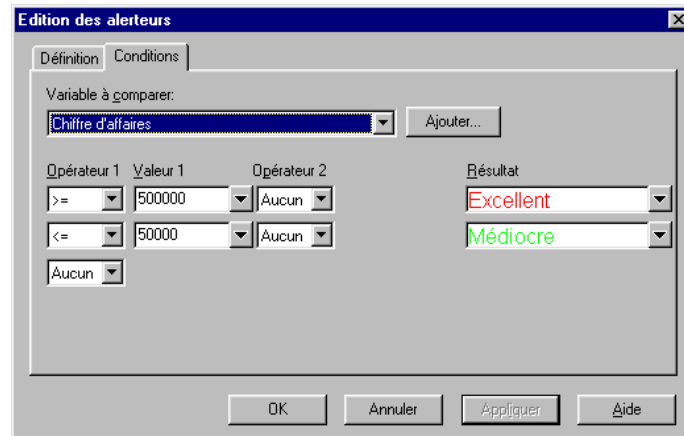 Edition des alerteurs
Définition Conditions
Variable à comparer:
Chiffre d'affaires Ajouter...
Opérateur 1 Valeur 1 Opérateur 2 Résultat
>= 500000 Aucun Excellent
<= 50000 Aucun Médiocre
Aucun
OK Annuler Appliquer Aide